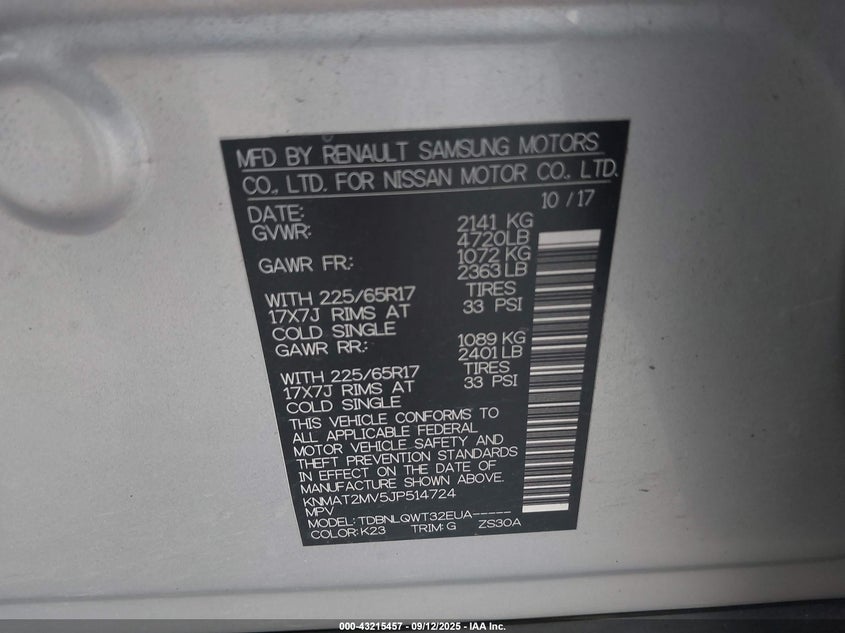 MFD BY RENAULT SAMSUNG MOTORS
CO., LTD. FOR NISSAN MOTOR CO., LTD.
DATE: 10 / 17
GVWR: 2141 KG
4720LB
GAWR FR: 1072 KG
2363 LB
WITH 225/65R17 TIRES
17X7J RIMS AT 33 PSI
COLD SINGLE
GAWR RR: 1089 KG
2401 LB
WITH 225/65R17 TIRES
17X7J RIMS AT 33 PSI
COLD SINGLE
THIS VEHICLE CONFORMS TO
ALL APPLICABLE FEDERAL
MOTOR VEHICLE SAFETY AND
THEFT PREVENTION STANDARDS
IN EFFECT ON THE DATE OF
MANUFACTURE SHOWN ABOVE.
KNMAT2MV5JP514724
MPV
MODEL: TDBNLQWT32EUA-----
COLOR: K23 TRIM: G ZS30A
000-43215457 - 09/12/2025 - IAA Inc.